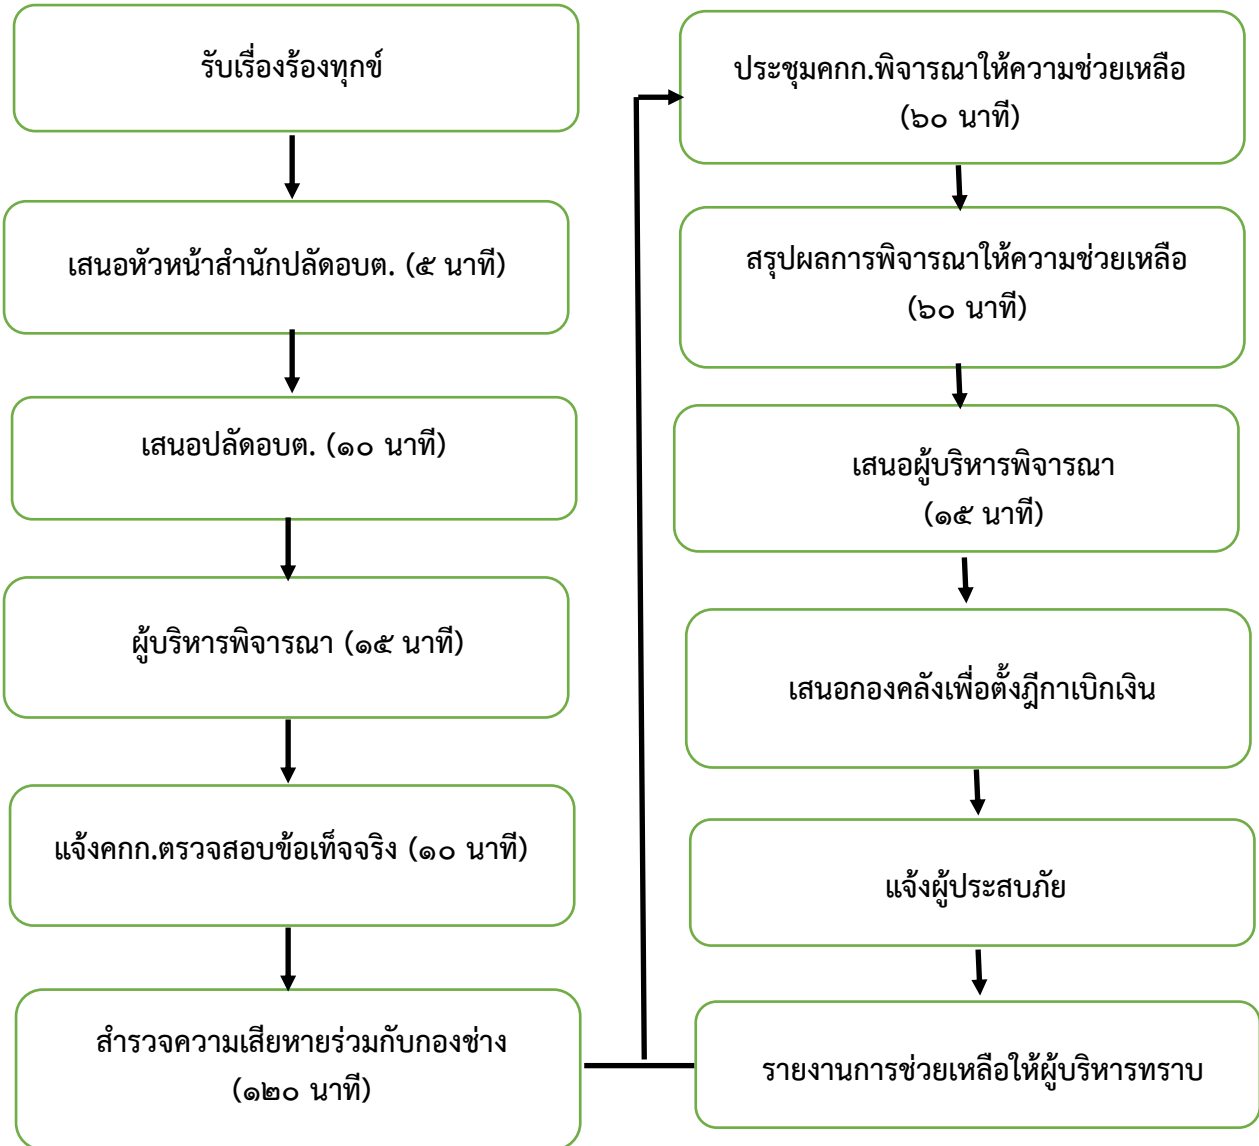 รับเรื่องร้องทุกข์
เสนอหัวหน้าสำนักปลัดอบต. (๕ นาที)
เสนอปลัดอบต. (๑๐ นาที)
ผู้บริหารพิจารณา (๑๕ นาที)
แจ้งคกก.ตรวจสอบข้อเท็จจริง (๑๐ นาที)
สำรวจความเสียหายร่วมกับกองช่าง
(๑๒๐ นาที)
ประชุมคกก.พิจารณาให้ความช่วยเหลือ
(๖๐ นาที)
สรุปผลการพิจารณาให้ความช่วยเหลือ
(๖๐ นาที)
เสนอผู้บริหารพิจารณา
(๑๕ นาที)
เสนอกองคลังเพื่อตั้งฎีกาเบิกเงิน
แจ้งผู้ประสบภัย
รายงานการช่วยเหลือให้ผู้บริหารทราบ